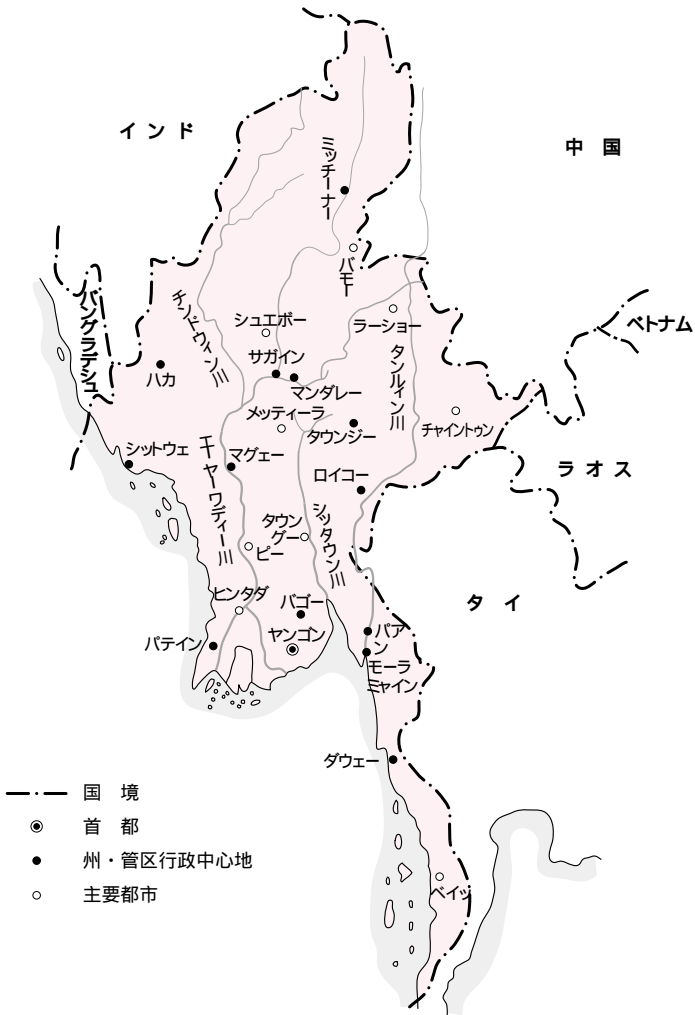 インド
中国
ミッチーナー
バモー
バングラデシュ
チンドウィン川
シュエボー
ラーショー
ベトナム
サガイン
タンルィン川
ハカ
マンダレー
メッティーラ
タウンジー
チャイントゥン
シットウェ
エーヤーワディー川
マグェー
ロイコー
ラオス
タウン
グー
シッタウン川
ピー
ヒンタダ
バゴー
タイ
パテイン
ヤンゴン
パア
ン
モーラ
ミャイン
ダウェー
国境
首都
州・管区行政中心地
主要都市
ベイッ